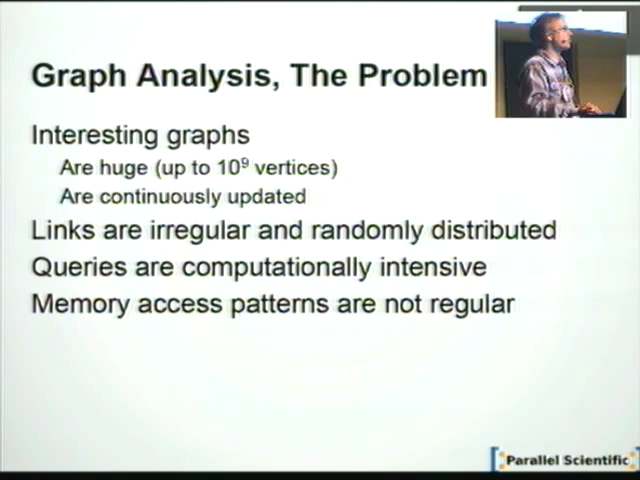 Graph Analysis, The Problem
Interesting graphs
Are huge (up to 10⁹ vertices)
Are continuously updated
Links are irregular and randomly distributed
Queries are computationally intensive
Memory access patterns are not regular
Parallel Scientific